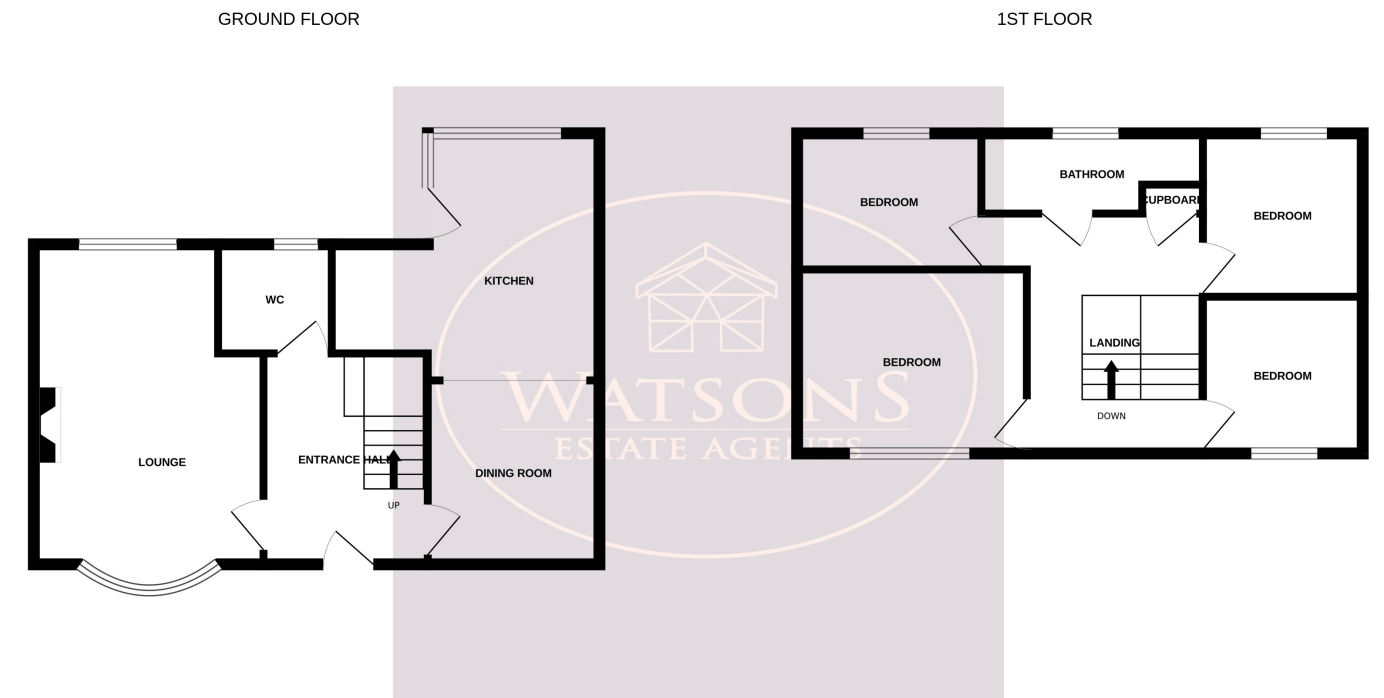 GROUND FLOOR
1ST FLOOR
BATHROOM
CUPBOARD
BEDROOM
BEDROOM
KITCHEN
WC
LANDING
BEDROOM
BEDROOM
WATSONS
DOWN
ESTATE AGENTS
LOUNGE
ENTRANCE HALL
DINING ROOM
UP